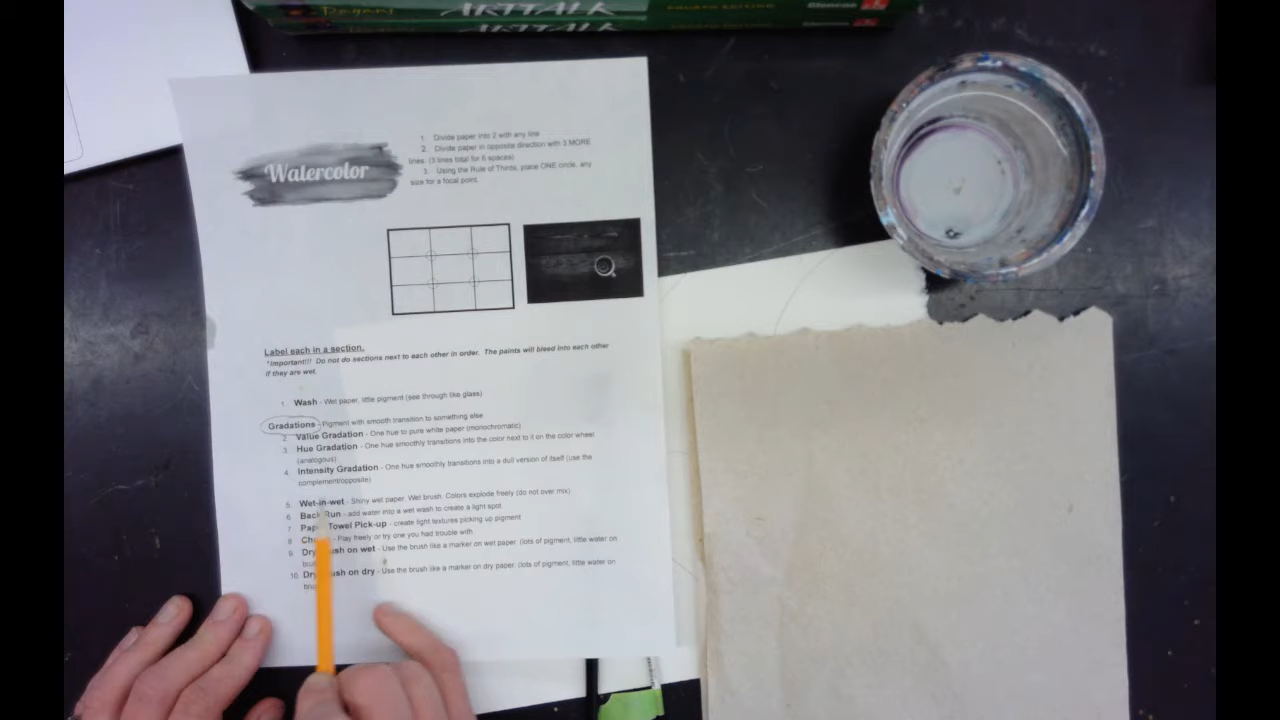 Ragans ARTTALK FOURTH EDITION Glencoe
ARTTALK
Watercolor
1. Divide paper into 2 with any line
2. Divide paper in opposite direction with 3 MORE
lines. (3 lines total for 6 spaces)
3. Using the Rule of Thirds, place ONE circle, any
size for a focal point.
Label each in a section.
*Important!!! Do not do sections next to each other in order. The paints will bleed into each other
if they are wet.
1. Wash - Wet paper, little pigment (see through like glass)
Gradations - Pigment with smooth transition to something else
2. Value Gradation - One hue to pure white paper (monochromatic)
3. Hue Gradation - One hue smoothly transitions into the color next to it on the color wheel
(analogous)
4. Intensity Gradation - One hue smoothly transitions into a dull version of itself (use the
complement/opposite)
5. Wet-in-wet - Shiny wet paper. Wet brush. Colors explode freely (do not over mix)
6. Back Run - add water into a wet wash to create a light spot
7. Towel Pick-up - create light textures picking up pigment
8. - Play freely or try one you had trouble with
9. on wet - Use the brush like a marker on wet paper. (lots of pigment, little water on
10. on dry - Use the brush like a marker on dry paper. (lots of pigment, little water on